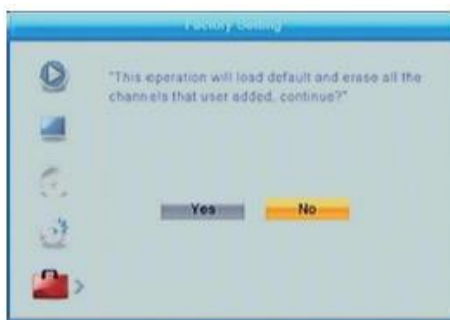 Factory Setting
"This operation will load default and erase all the
channels that user added, continue?"
Yes
No